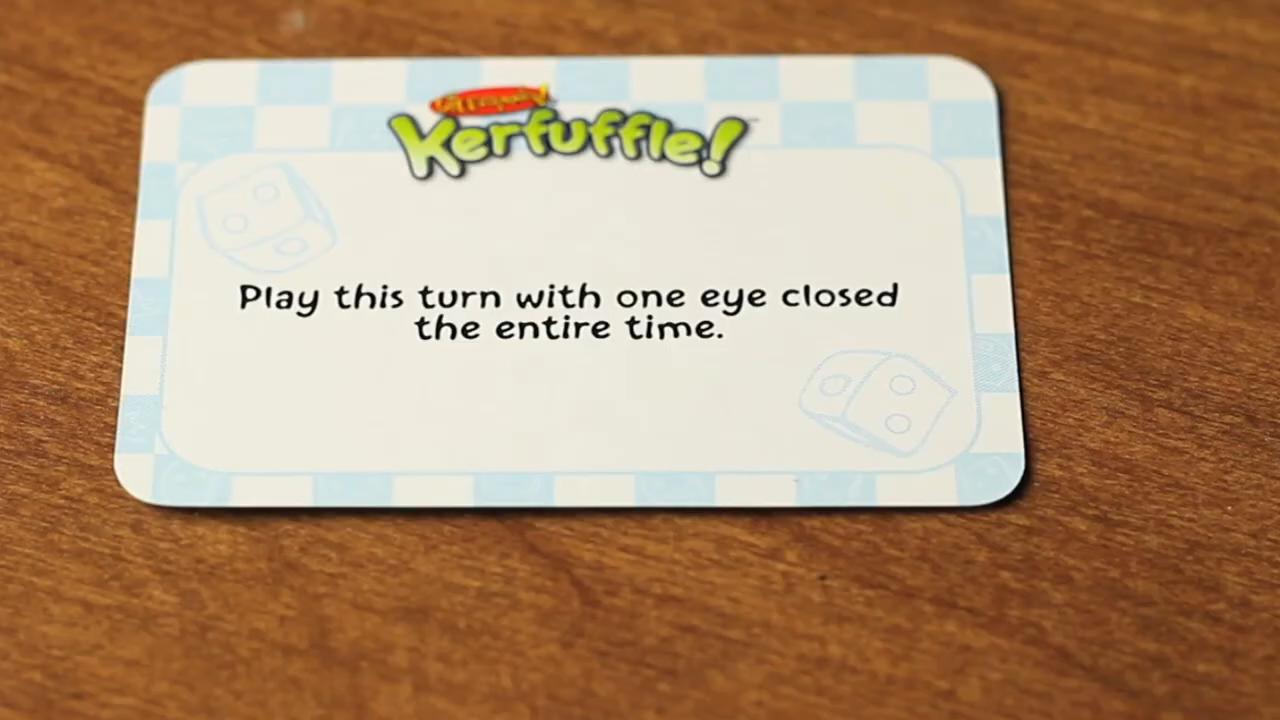 Kerfuffle!
Play this turn with one eye closed
the entire time.